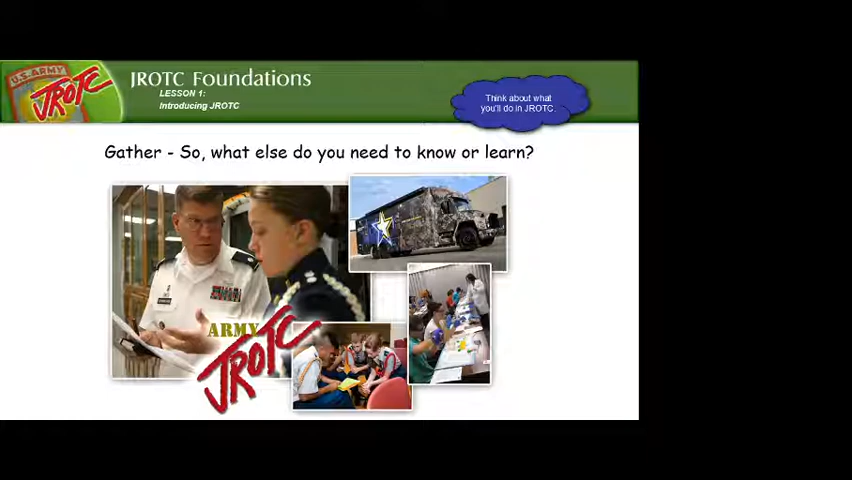 U.S. ARMY
JROTC
JROTC Foundations
LESSON 1:
Introducing JROTC
Think about what
you'll do in JROTC.
Gather - So, what else do you need to know or learn?
ARMY
JROTC